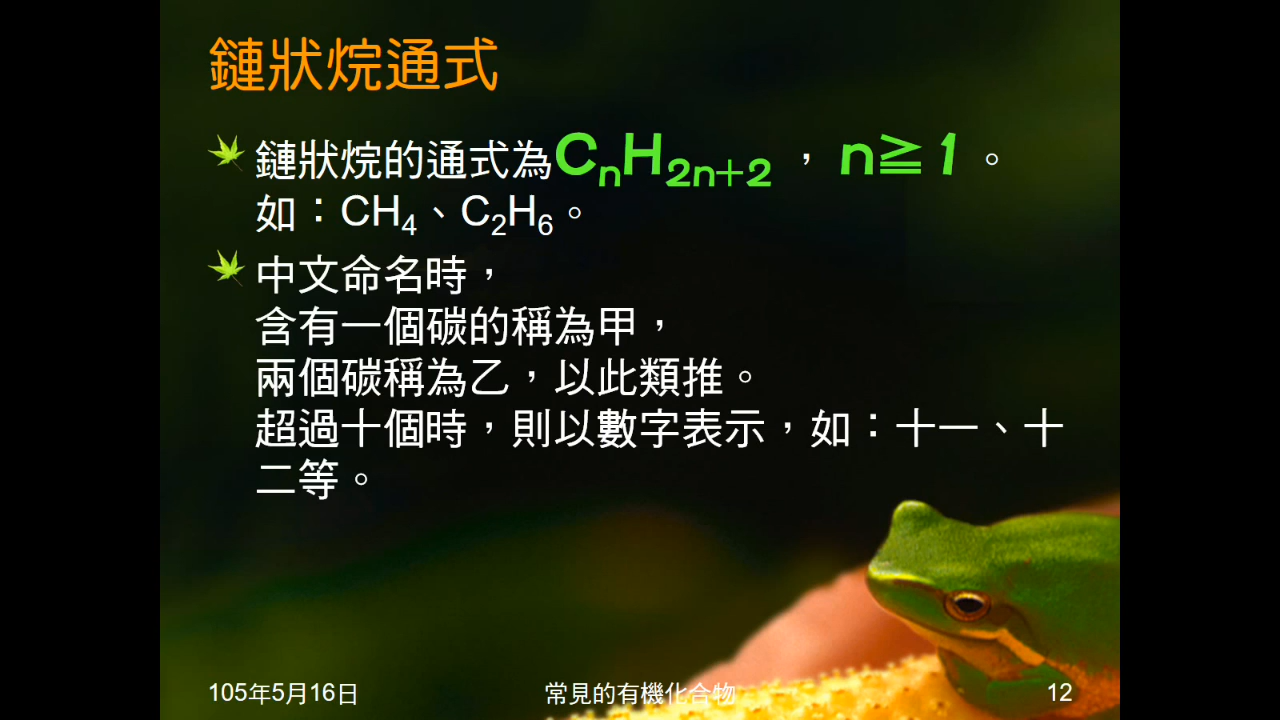 鏈狀烷通式
鏈狀烷的通式為CnH2n+2，n≧1。
如：CH4、C2H6。
中文命名時，
含有一個碳的稱為甲，
兩個碳稱為乙，以此類推。
超過十個時，則以數字表示，如：十一、十
二等。
105年5月16日
常見的有機化合物
12